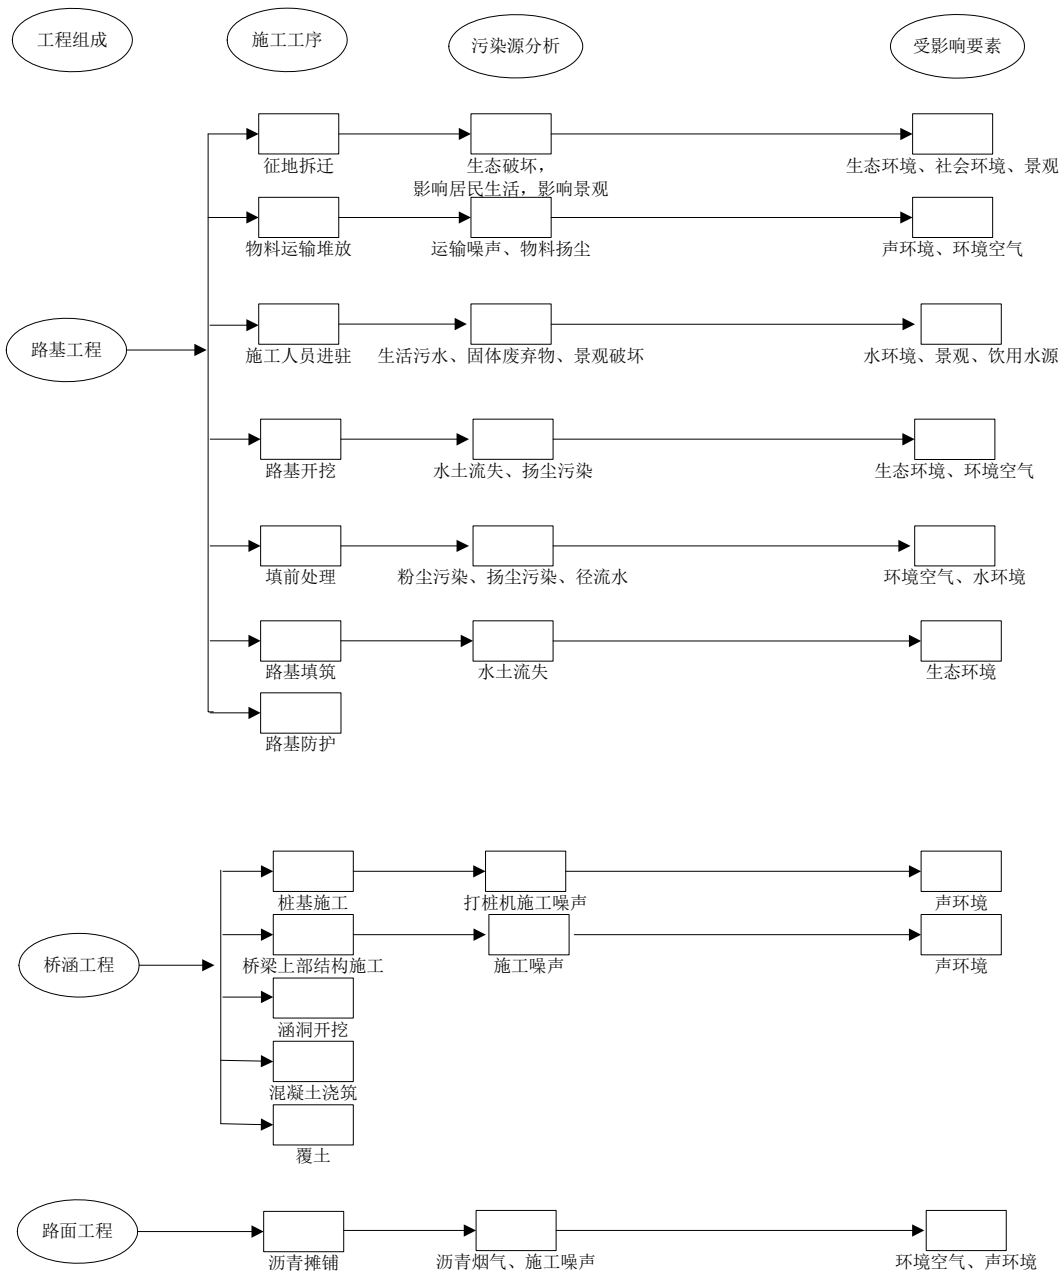 工程组成
施工工序
污染源分析
受影响要素
征地拆迁
生态破坏，
影响居民生活，影响景观
生态环境、社会环境、景观
物料运输堆放
运输噪声、物料扬尘
声环境、环境空气
路基工程
施工人员进驻
生活污水、固体废弃物、景观破坏
水环境、景观、饮用水源
路基开挖
水土流失、扬尘污染
生态环境、环境空气
填前处理
粉尘污染、扬尘污染、径流水
环境空气、水环境
路基填筑
水土流失
生态环境
路基防护
桩基施工
打桩机施工噪声
声环境
桥涵工程
桥梁上部结构施工
施工噪声
声环境
涵洞开挖
混凝土浇筑
覆土
路面工程
沥青摊铺
沥青烟气、施工噪声
环境空气、声环境